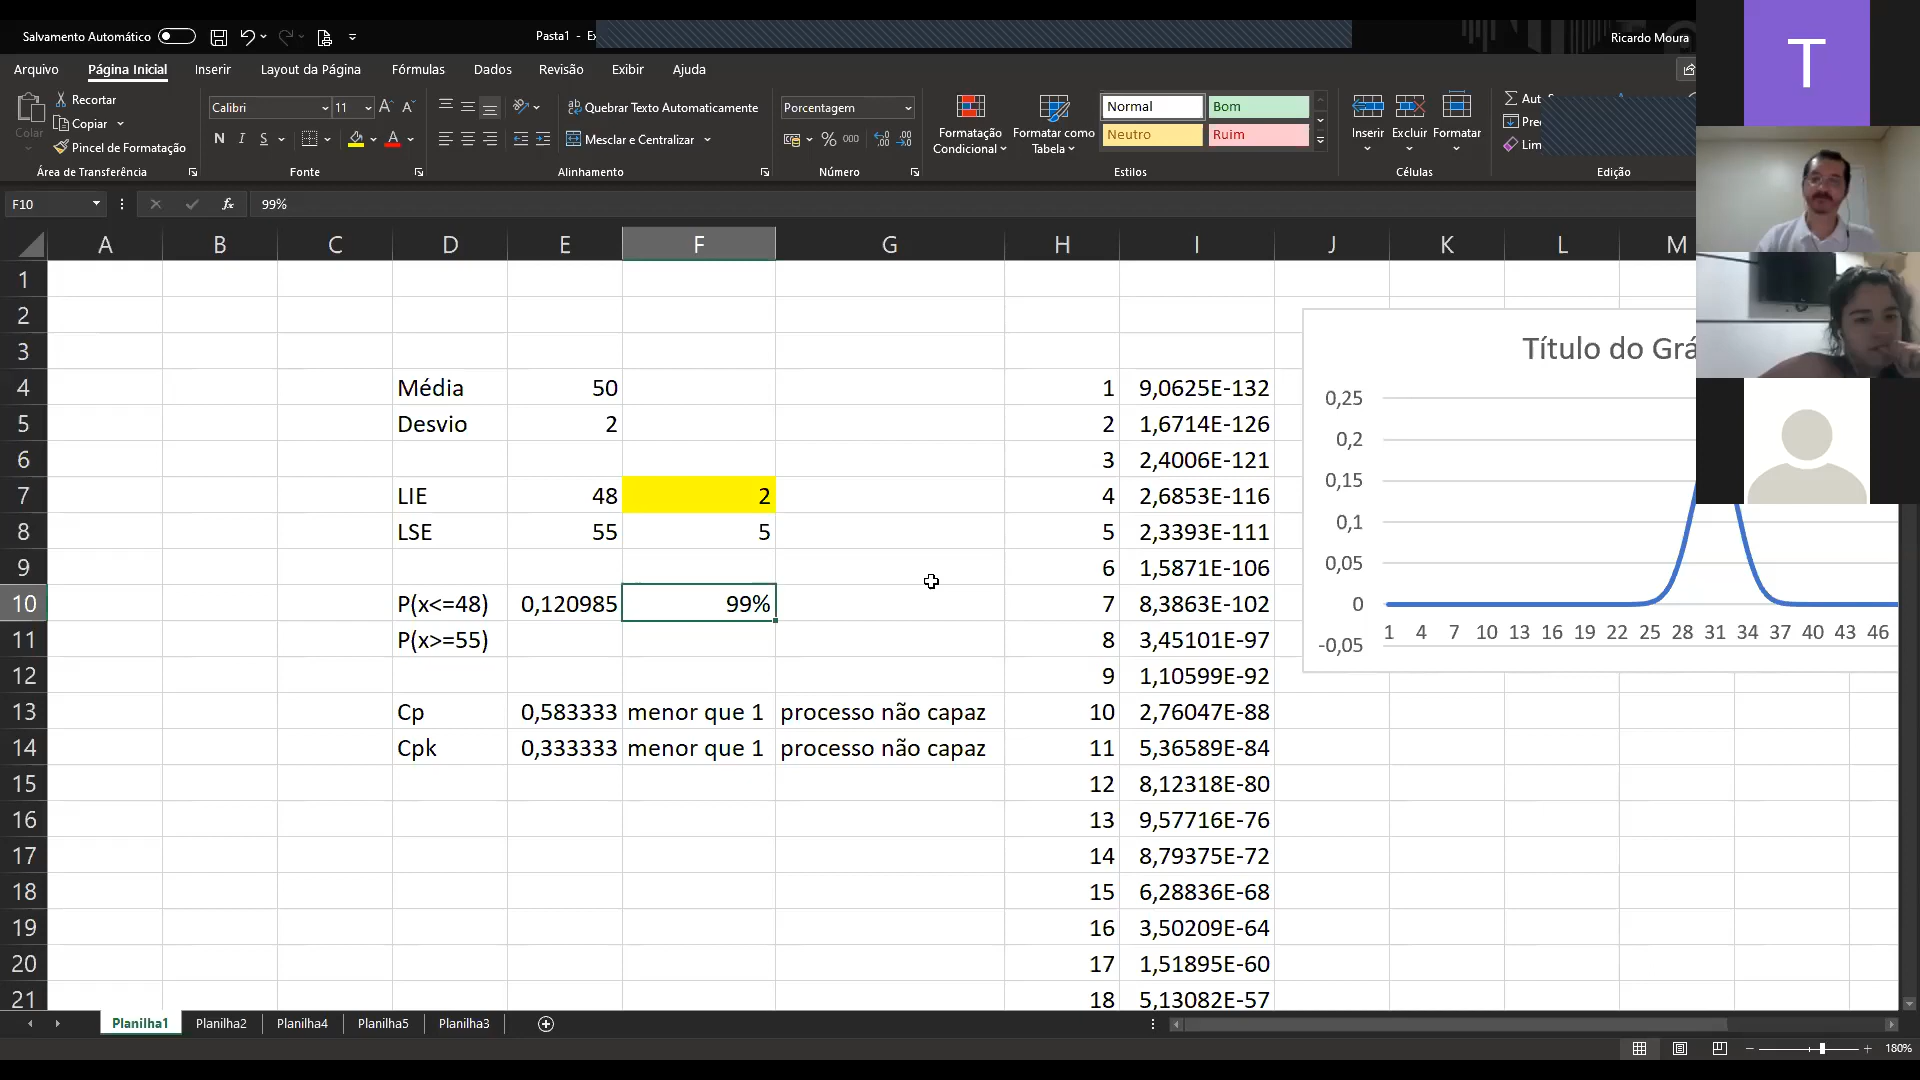 Salvamento Automático
Pasta1 - Ex
Ricardo Moura
Arquivo Página Inicial Inserir Layout da Página Fórmulas Dados Revisão Exibir Ajuda
Colar
Recortar
Copiar
Pincel de Formatação
Área de Transferência
Calibri 11
N I S
Fonte
Quebrar Texto Automaticamente
Mesclar e Centralizar
Alinhamento
Porcentagem
% 000
Número
Formatação Condicional
Formatar como Tabela
Normal Bom
Neutro Ruim
Estilos
Inserir Excluir Formatar
Células
Aut
Pre
Lim
Edição
T
F10 fx 99%
A B C D E F G H I J K L M
1
2
3
4 Média 50 1 9,0625E-132
5 Desvio 2 2 1,6714E-126
6 3 2,4006E-121
7 LIE 48 2 4 2,6853E-116
8 LSE 55 5 5 2,3393E-111
9 6 1,5871E-106
10 P(x<=48) 0,120985 99% 7 8,3863E-102
11 P(x>=55) 8 3,45101E-97
12 9 1,10599E-92
13 Cp 0,583333 menor que 1 processo não capaz 10 2,76047E-88
14 Cpk 0,333333 menor que 1 processo não capaz 11 5,36589E-84
15 12 8,12318E-80
16 13 9,57716E-76
17 14 8,79375E-72
18 15 6,28836E-68
19 16 3,50209E-64
20 17 1,51895E-60
21 18 5,13082E-57
Título do Grá
0,25
0,2
0,15
0,1
0,05
0
-0,05
1 4 7 10 13 16 19 22 25 28 31 34 37 40 43 46
Planilha1 Planilha2 Planilha4 Planilha5 Planilha3
180%